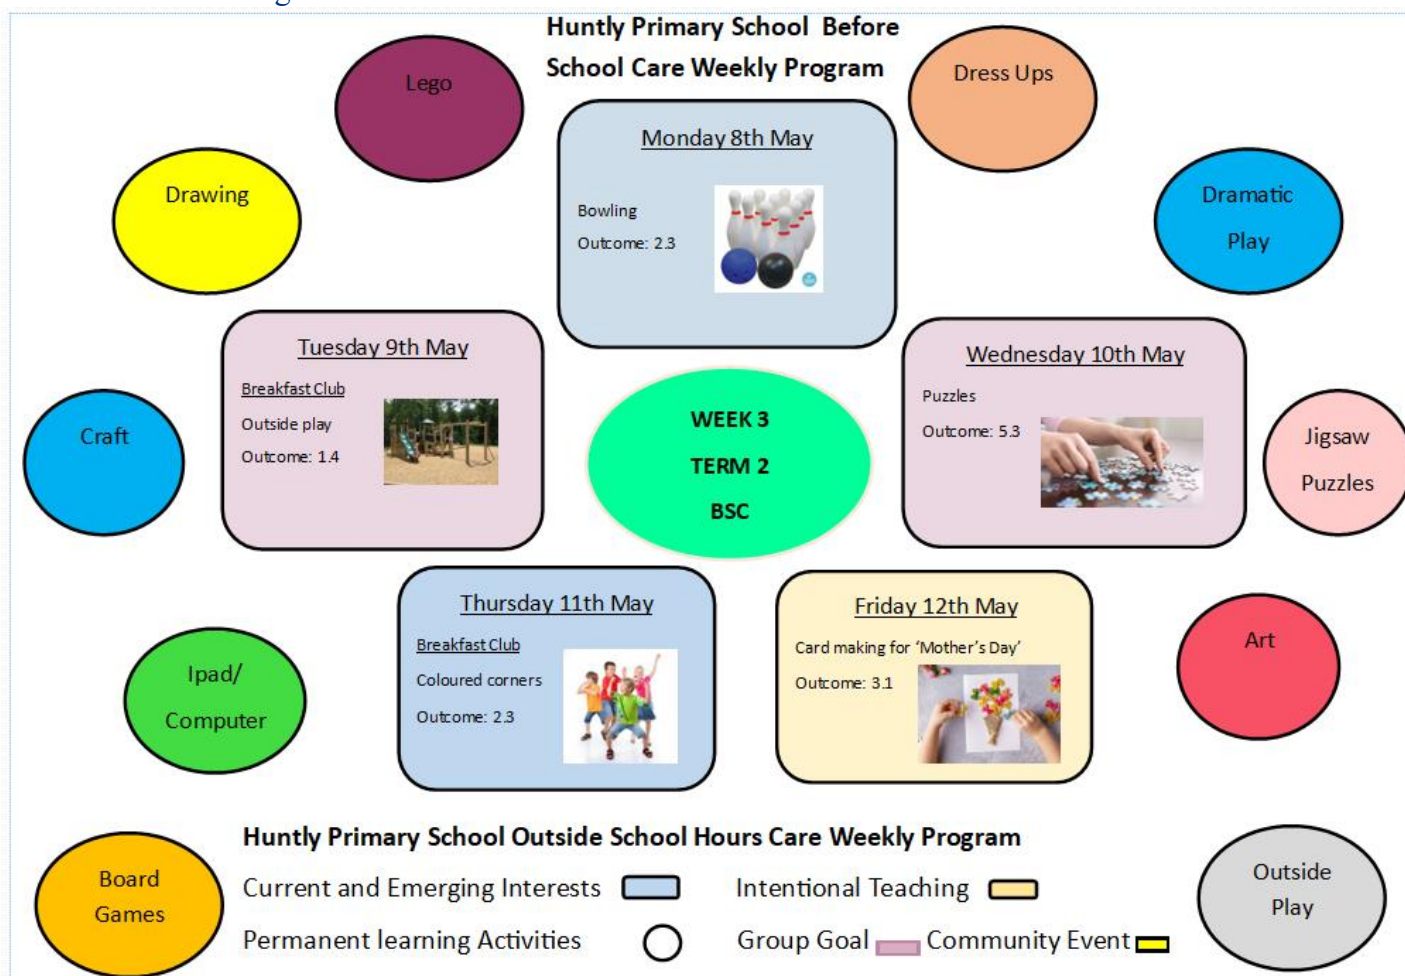 Huntly Primary School Before
School Care Weekly Program
Lego
Dress Ups
Drawing
Dramatic
Play
Monday 8th May
Bowling
Outcome: 2.3
Tuesday 9th May
Breakfast Club
Outside play
Outcome: 1.4
WEEK 3
TERM 2
BSC
Wednesday 10th May
Puzzles
Outcome: 5.3
Craft
Jigsaw
Puzzles
Thursday 11th May
Breakfast Club
Coloured corners
Outcome: 2.3
Friday 12th May
Card making for ‘Mother’s Day’
Outcome: 3.1
Ipad/
Computer
Art
Huntly Primary School Outside School Hours Care Weekly Program
Current and Emerging Interests
Intentional Teaching
Permanent learning Activities
Group Goal
Community Event
Board
Games
Outside
Play